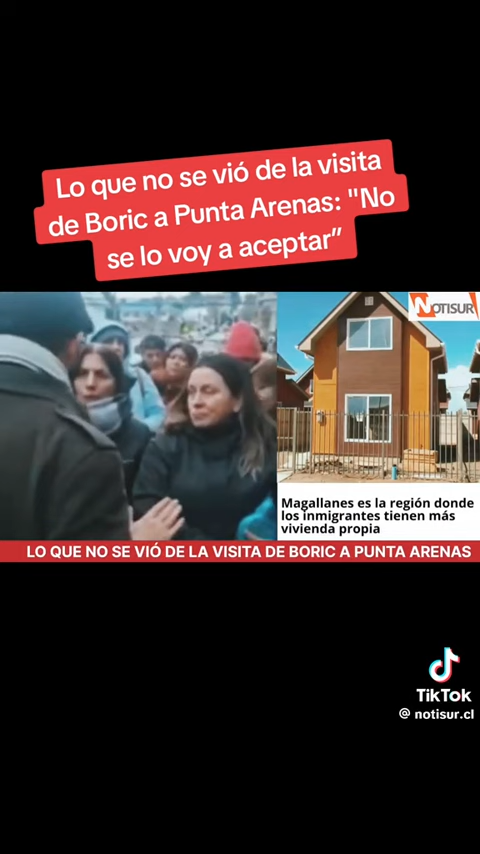 Lo que no se vió de la visita
de Boric a Punta Arenas: "No
se lo voy a aceptar”
NOTISUR
Magallanes es la región donde
los inmigrantes tienen más
vivienda propia
LO QUE NO SE VIÓ DE LA VISITA DE BORIC A PUNTA ARENAS
TikTok
@ notisur.cl